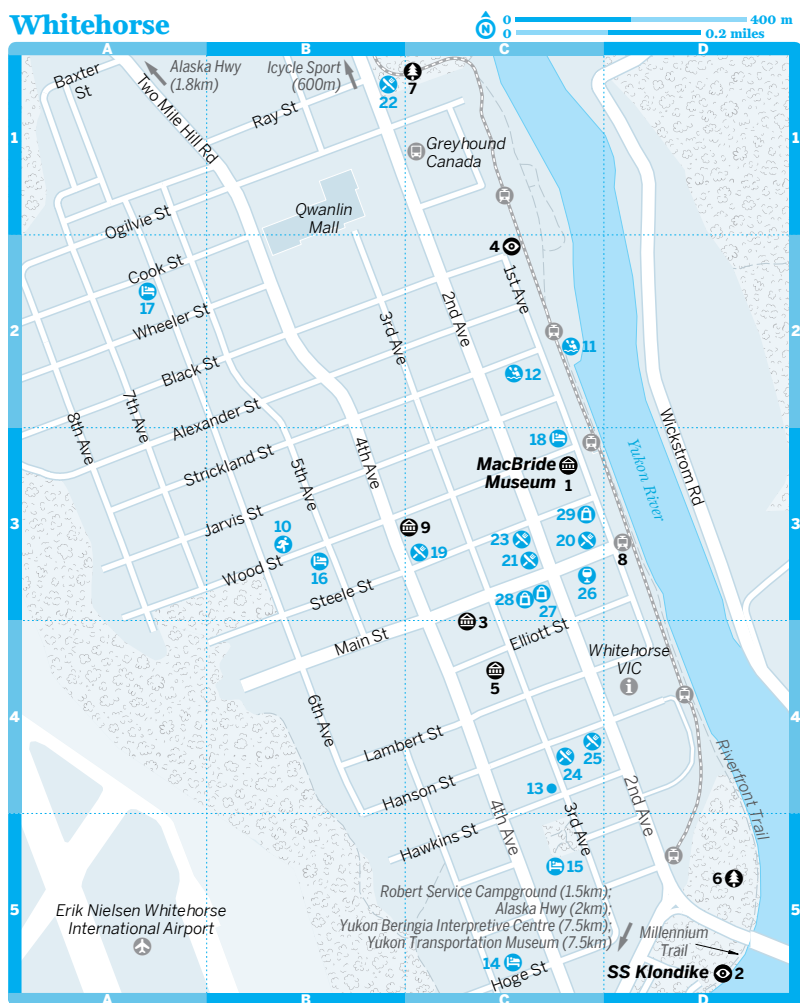 Whitehorse
0 400 m
0 0.2 miles
A B C D
1
Baxter
St
Alaska Hwy
(1.8km)
Icycle Sport
(600m)
22
7
Two Mile Hill Rd
Ray St
Greyhound
Canada
Qwanlin
Mall
Ogilvie St
1
2
4
Cook St
17
1st Ave
2nd Ave
3rd Ave
Wheeler St
11
12
Black St
2
Alexander St
8th Ave
7th Ave
Wickstrom Rd
18
Strickland St
4th Ave
5th Ave
MacBride
Museum 1
Yukon River
3
Jarvis St
29
10
9
23
20
19
21
8
Wood St
16
26
Steele St
28
27
3
3
Main St
Elliott St
Whitehorse
VIC
5
4
6th Ave
Lambert St
25
24
Riverfront Trail
Hanson St
13
2nd Ave
4
4th Ave
3rd Ave
Hawkins St
15
6
5
Robert Service Campground (1.5km);
Alaska Hwy (2km);
Yukon Beringia Interpretive Centre (7.5km);
Yukon Transportation Museum (7.5km)
Erik Nielsen Whitehorse
International Airport
Millennium
Trail
5
14
Hoge St
SS Klondike 2
A B C D